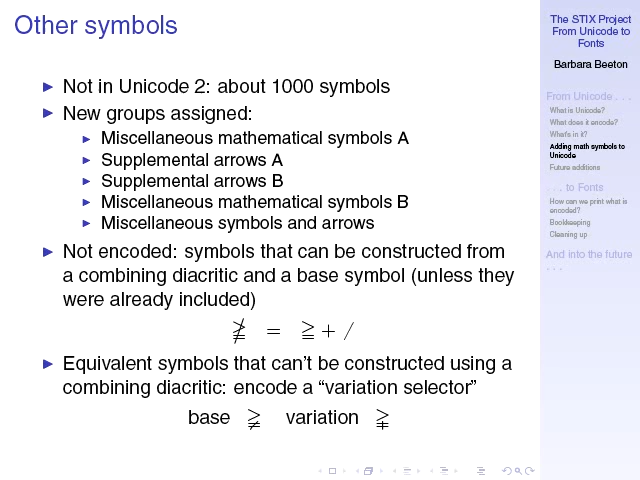 Other symbols
Not in Unicode 2: about 1000 symbols
New groups assigned:
Miscellaneous mathematical symbols A
Supplemental arrows A
Supplemental arrows B
Miscellaneous mathematical symbols B
Miscellaneous symbols and arrows
Not encoded: symbols that can be constructed from
a combining diacritic and a base symbol (unless they
were already included)
≧̸ = ≧ + /
Equivalent symbols that can’t be constructed using a
combining diacritic: encode a “variation selector”
base ≩ variation ≩︀
The STIX Project
From Unicode to
Fonts
Barbara Beeton
From Unicode . . .
What is Unicode?
What does it encode?
What's in it?
Adding math symbols to
Unicode
Future additions
. . . to Fonts
How can we print what is
encoded?
Bookkeeping
Cleaning up
And into the future
. . .